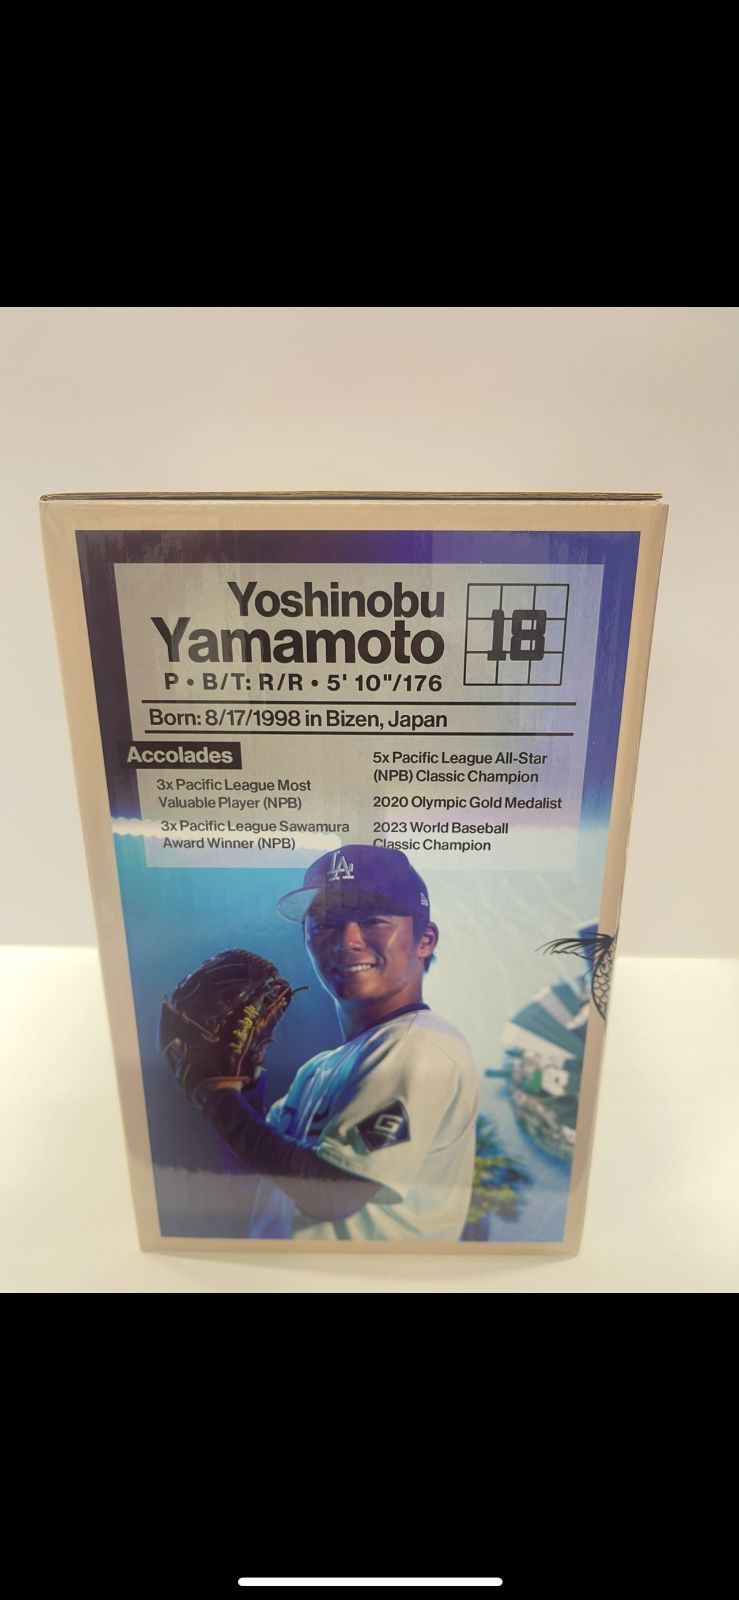 Yoshinobu
Yamamoto
18
P • B/T: R/R • 5' 10"/176
Born: 8/17/1998 in Bizen, Japan
Accolades
3x Pacific League Most
Valuable Player (NPB)
3x Pacific League Sawamura
Award Winner (NPB)
5x Pacific League All-Star
(NPB) Classic Champion
2020 Olympic Gold Medalist
2023 World Baseball
Classic Champion
LA
G